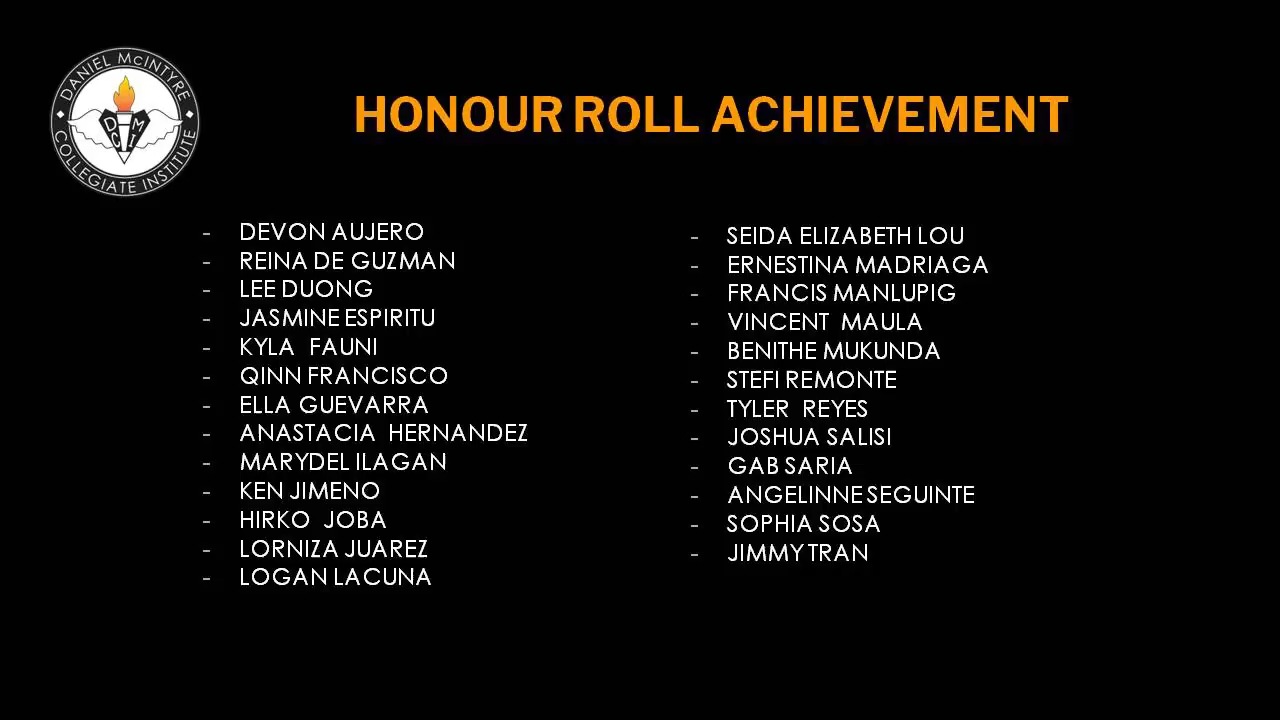 DANIEL McINTYRE
COLLEGIATE INSTITUTE
DMCI
HONOUR ROLL ACHIEVEMENT
- DEVON AUJERO
- REINA DE GUZMAN
- LEE DUONG
- JASMINE ESPIRITU
- KYLA FAUNI
- QINN FRANCISCO
- ELLA GUEVARRA
- ANASTACIA HERNANDEZ
- MARYDEL ILAGAN
- KEN JIMENO
- HIRKO JOBA
- LORNIZA JUAREZ
- LOGAN LACUNA
- SEIDA ELIZABETH LOU
- ERNESTINA MADRIAGA
- FRANCIS MANLUPIG
- VINCENT MAULA
- BENITHE MUKUNDA
- STEFI REMONTE
- TYLER REYES
- JOSHUA SALISI
- GAB SARIA
- ANGELINNE SEGUINTE
- SOPHIA SOSA
- JIMMY TRAN